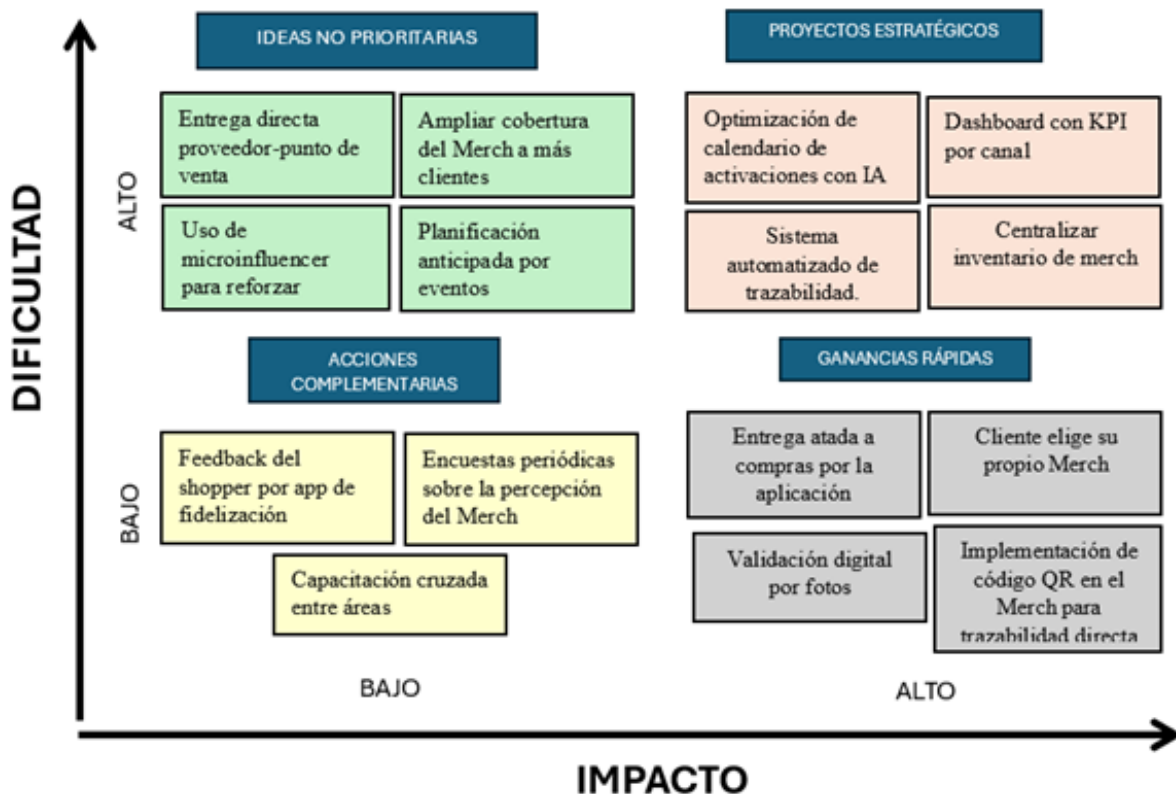 IDEAS NO PRIORITARIAS
PROYECTOS ESTRATÉGICOS
Entrega directa
proveedor-punto de
venta
Ampliar cobertura
del Merch a más
clientes
Optimización de
calendario de
activaciones con IA
Dashboard con KPI
por canal
Uso de
microinfluencer
para reforzar
Planificación
anticipada por
eventos
Sistema
automatizado de
trazabilidad.
Centralizar
inventario de merch
DIFICULTAD
ALTO
ACCIONES
COMPLEMENTARIAS
GANANCIAS RÁPIDAS
Feedback del
shopper por app de
fidelización
Encuestas periódicas
sobre la percepción
del Merch
Entrega atada a
compras por la
aplicación
Cliente elige su
propio Merch
Capacitación cruzada
entre áreas
Validación digital
por fotos
Implementación de
código QR en el
Merch para
trazabilidad directa
BAJO
BAJO
ALTO
IMPACTO